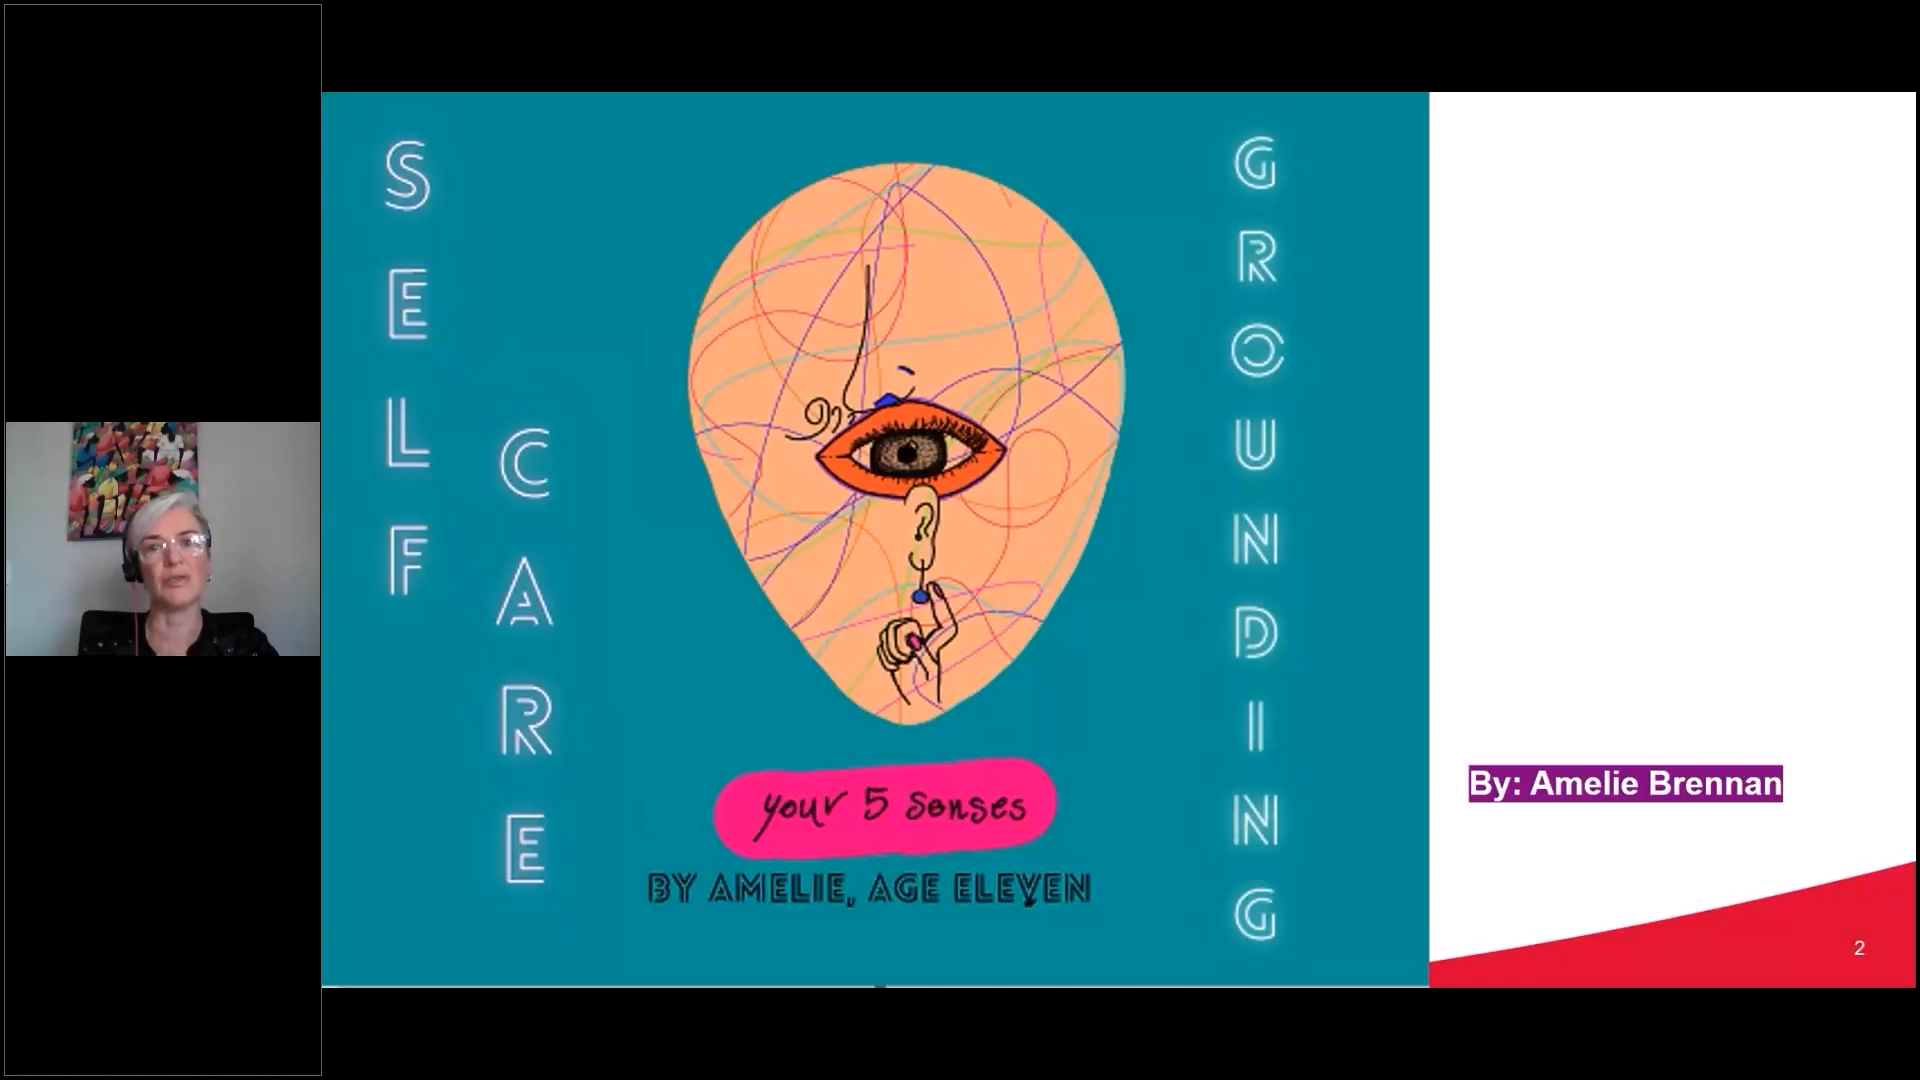 SELF
CARE
GROUNDING
your 5 senses
BY AMELIE, AGE ELEVEN
By: Amelie Brennan
2